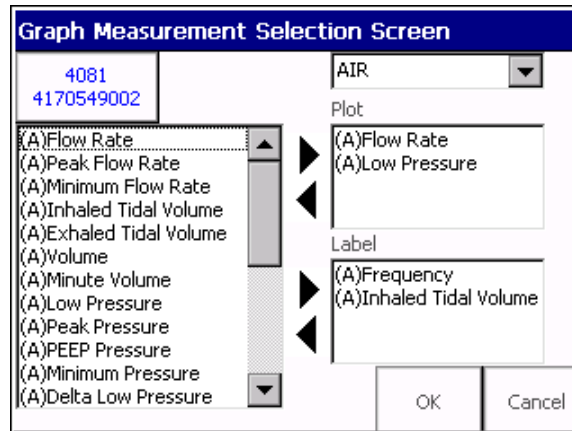 Graph Measurement Selection Screen
4081
4170549002
AIR
Plot
(A)Flow Rate
(A)Peak Flow Rate
(A)Minimum Flow Rate
(A)Inhaled Tidal Volume
(A)Exhaled Tidal Volume
(A)Volume
(A)Minute Volume
(A)Low Pressure
(A)Peak Pressure
(A)PEEP Pressure
(A)Minimum Pressure
(A)Delta Low Pressure
(A)Flow Rate
(A)Low Pressure
Label
(A)Frequency
(A)Inhaled Tidal Volume
OK
Cancel